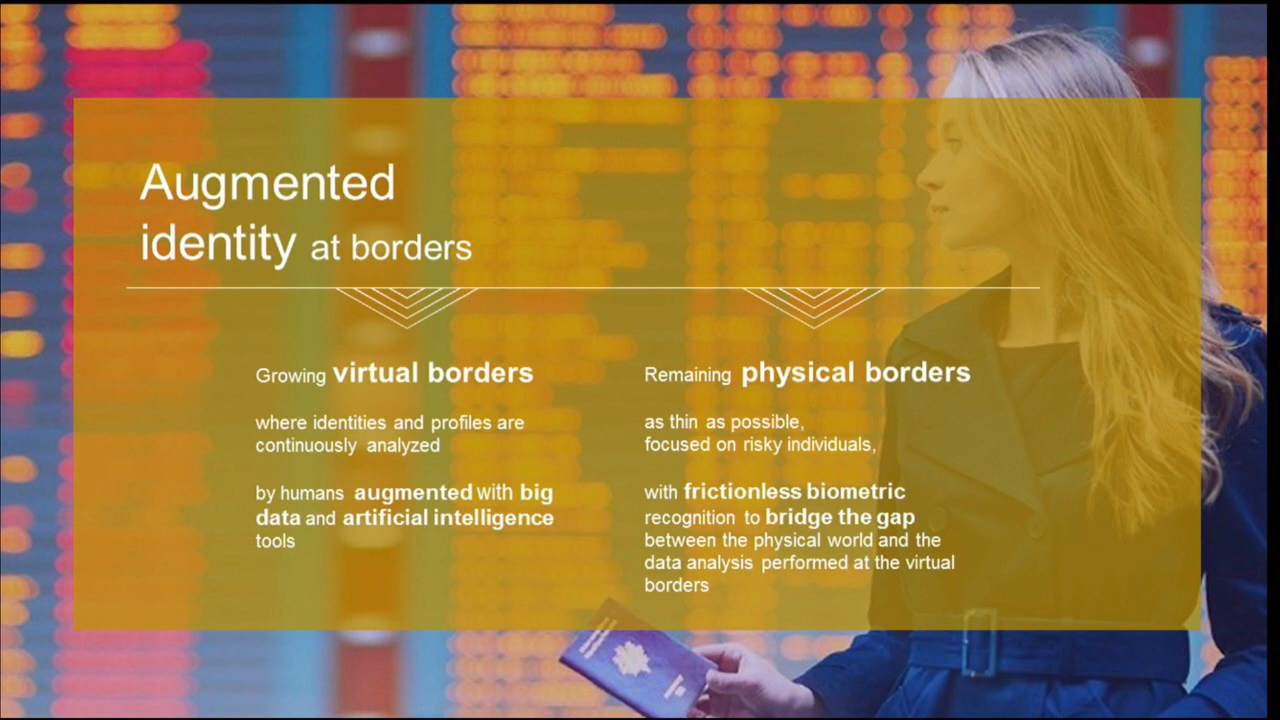 Augmented
identity at borders
Growing virtual borders
where identities and profiles are
continuously analyzed
by humans augmented with big
data and artificial intelligence
tools
Remaining physical borders
as thin as possible,
focused on risky individuals,
with frictionless biometric
recognition to bridge the gap
between the physical world and the
data analysis performed at the virtual
borders